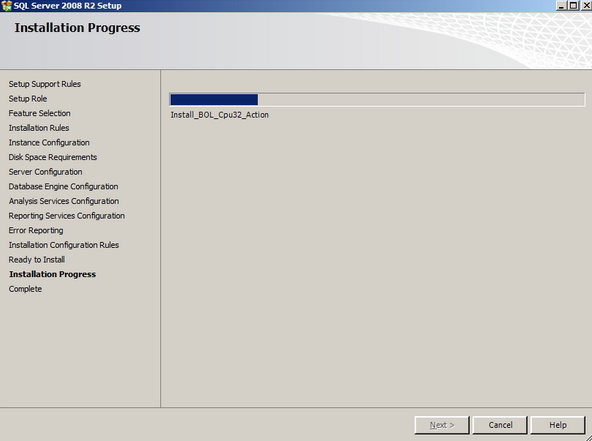 SQL Server 2008 R2 Setup
Installation Progress
Setup Support Rules
Setup Role
Feature Selection
Installation Rules
Instance Configuration
Disk Space Requirements
Server Configuration
Database Engine Configuration
Analysis Services Configuration
Reporting Services Configuration
Error Reporting
Installation Configuration Rules
Ready to Install
Installation Progress
Complete
Install_BOL_Cpu32_Action
Next >
Cancel
Help